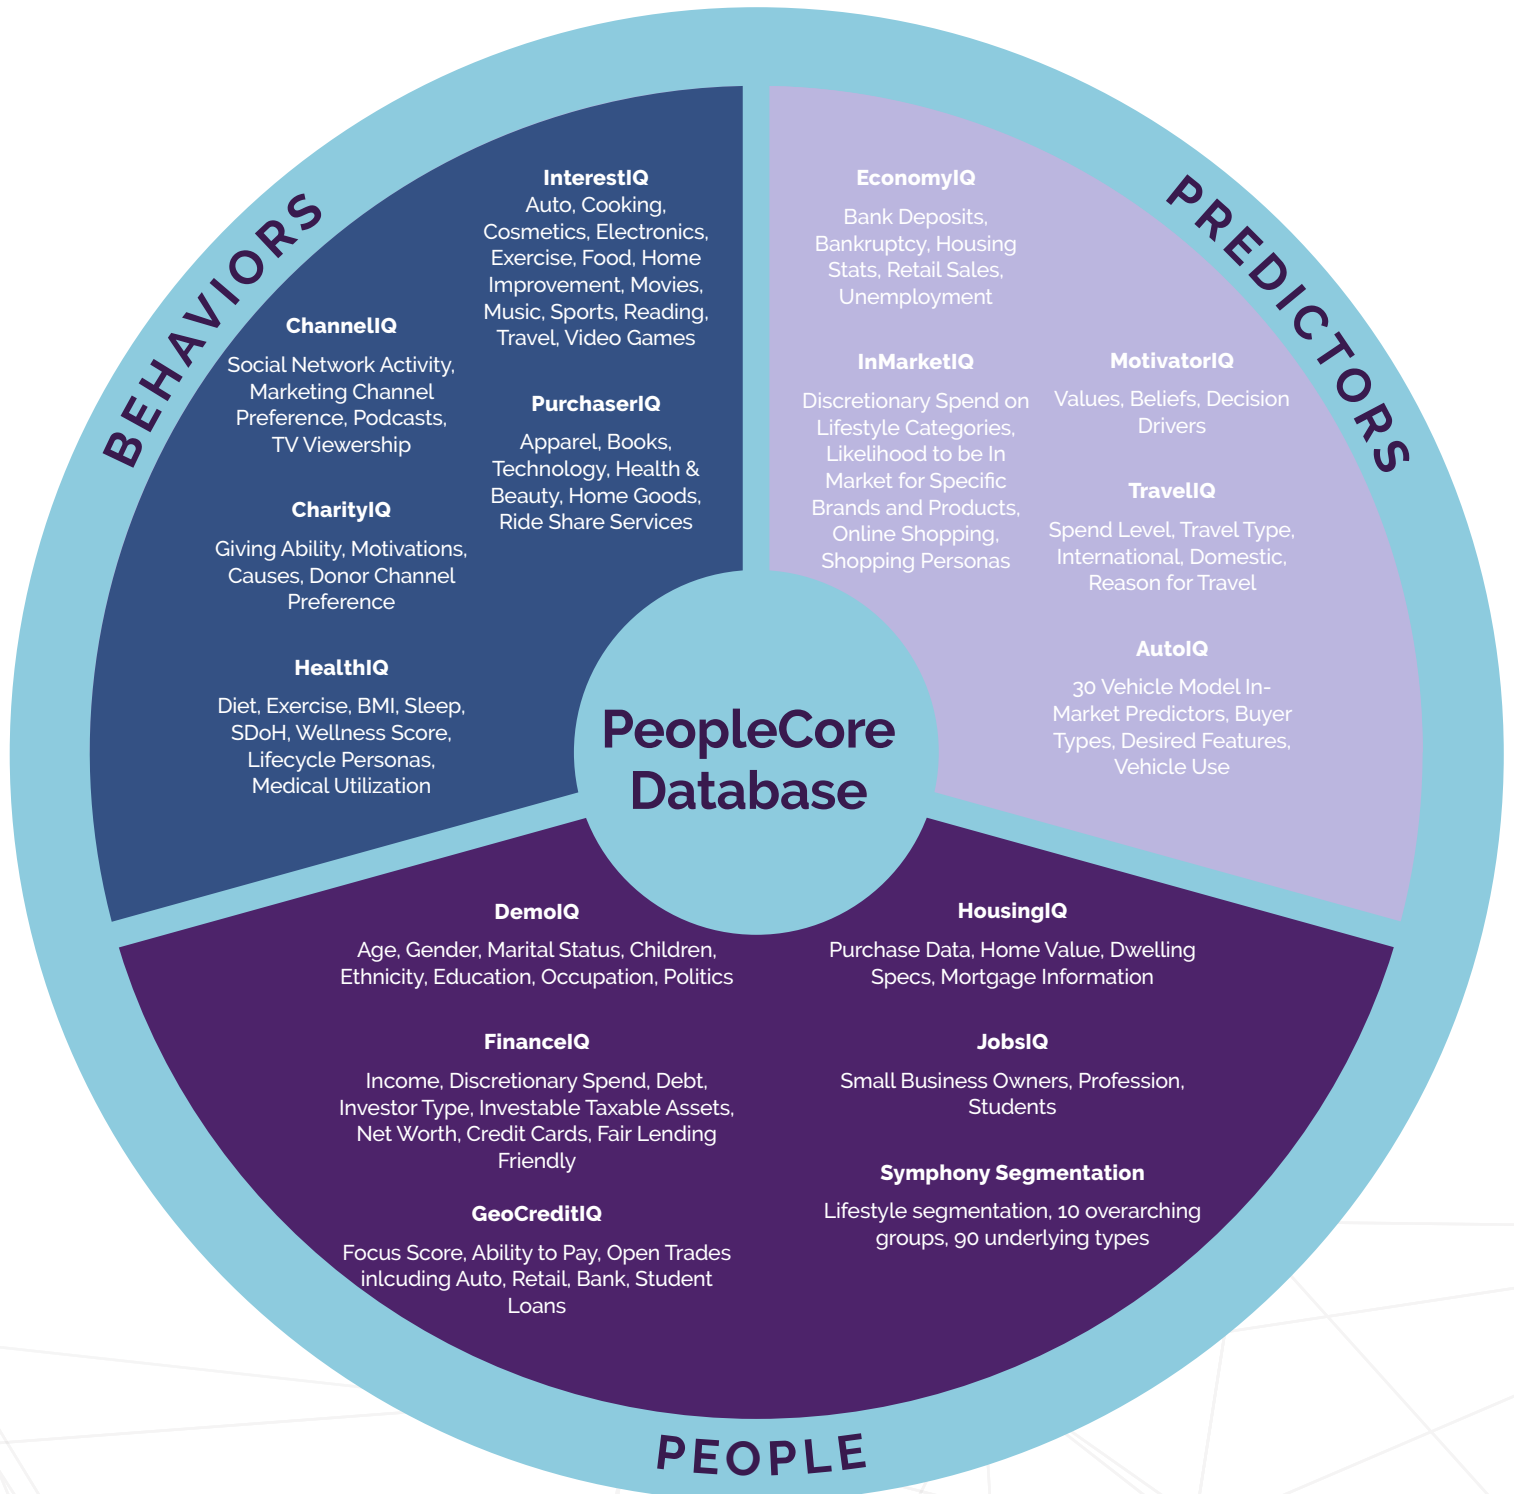 BEHAVIORS
InterestIQ
Auto, Cooking,
Cosmetics, Electronics,
Exercise, Food, Home
Improvement, Movies,
Music, Sports, Reading,
Travel, Video Games
ChannelIQ
Social Network Activity,
Marketing Channel
Preference, Podcasts,
TV Viewership
PurchaserIQ
Apparel, Books,
Technology, Health &
Beauty, Home Goods,
Ride Share Services
CharityIQ
Giving Ability, Motivations,
Causes, Donor Channel
Preference
HealthIQ
Diet, Exercise, BMI, Sleep,
SDoH, Wellness Score,
Lifecycle Personas,
Medical Utilization
PREDICTORS
EconomyIQ
Bank Deposits,
Bankruptcy, Housing
Stats, Retail Sales,
Unemployment
InMarketIQ
Discretionary Spend on
Lifestyle Categories,
Likelihood to be In
Market for Specific
Brands and Products,
Online Shopping,
Shopping Personas
MotivatorIQ
Values, Beliefs, Decision
Drivers
TravelIQ
Spend Level, Travel Type,
International, Domestic,
Reason for Travel
AutoIQ
30 Vehicle Model In-
Market Predictors, Buyer
Types, Desired Features,
Vehicle Use
PeopleCore
Database
DemoIQ
Age, Gender, Marital Status, Children,
Ethnicity, Education, Occupation, Politics
FinanceIQ
Income, Discretionary Spend, Debt,
Investor Type, Investable Taxable Assets,
Net Worth, Credit Cards, Fair Lending
Friendly
GeoCreditIQ
Focus Score, Ability to Pay, Open Trades
inlcuding Auto, Retail, Bank, Student
Loans
HousingIQ
Purchase Data, Home Value, Dwelling
Specs, Mortgage Information
JobsIQ
Small Business Owners, Profession,
Students
Symphony Segmentation
Lifestyle segmentation, 10 overarching
groups, 90 underlying types
PEOPLE